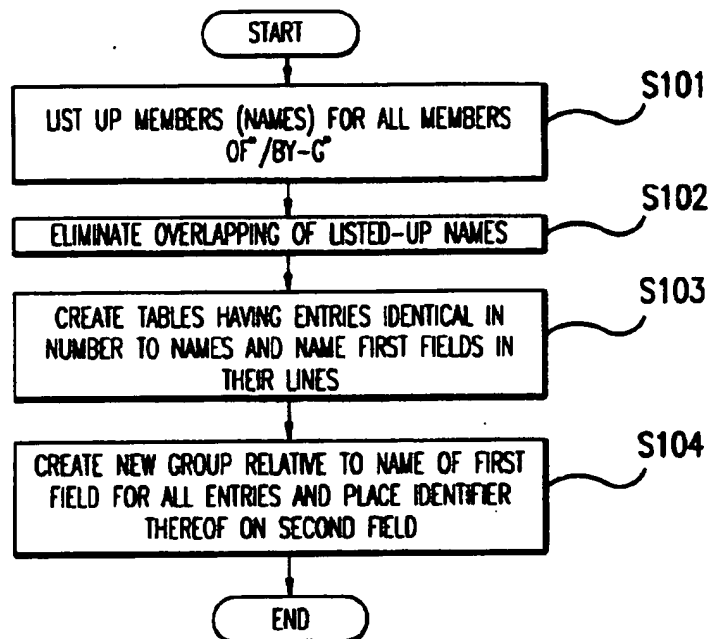 START
LIST UP MEMBERS (NAMES) FOR ALL MEMBERS
OF"/BY-G"
S101
ELIMINATE OVERLAPPING OF LISTED-UP NAMES
S102
CREATE TABLES HAVING ENTRIES IDENTICAL IN
NUMBER TO NAMES AND NAME FIRST FIELDS IN
THEIR LINES
S103
CREATE NEW GROUP RELATIVE TO NAME OF FIRST
FIELD FOR ALL ENTRIES AND PLACE IDENTIFIER
THEREOF ON SECOND FIELD
S104
END